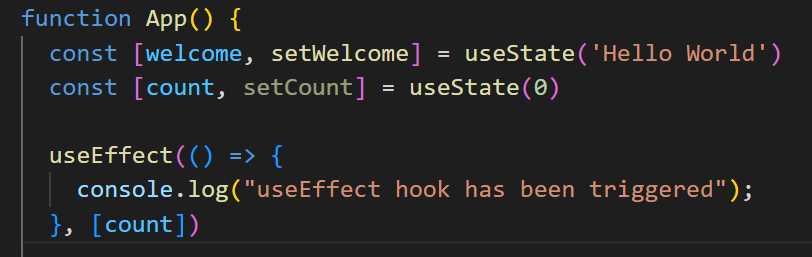 function App() {
const [welcome, setWelcome] = useState('Hello World')
const [count, setCount] = useState(0)
useEffect(() => {
console.log("useEffect hook has been triggered");
}, [count])